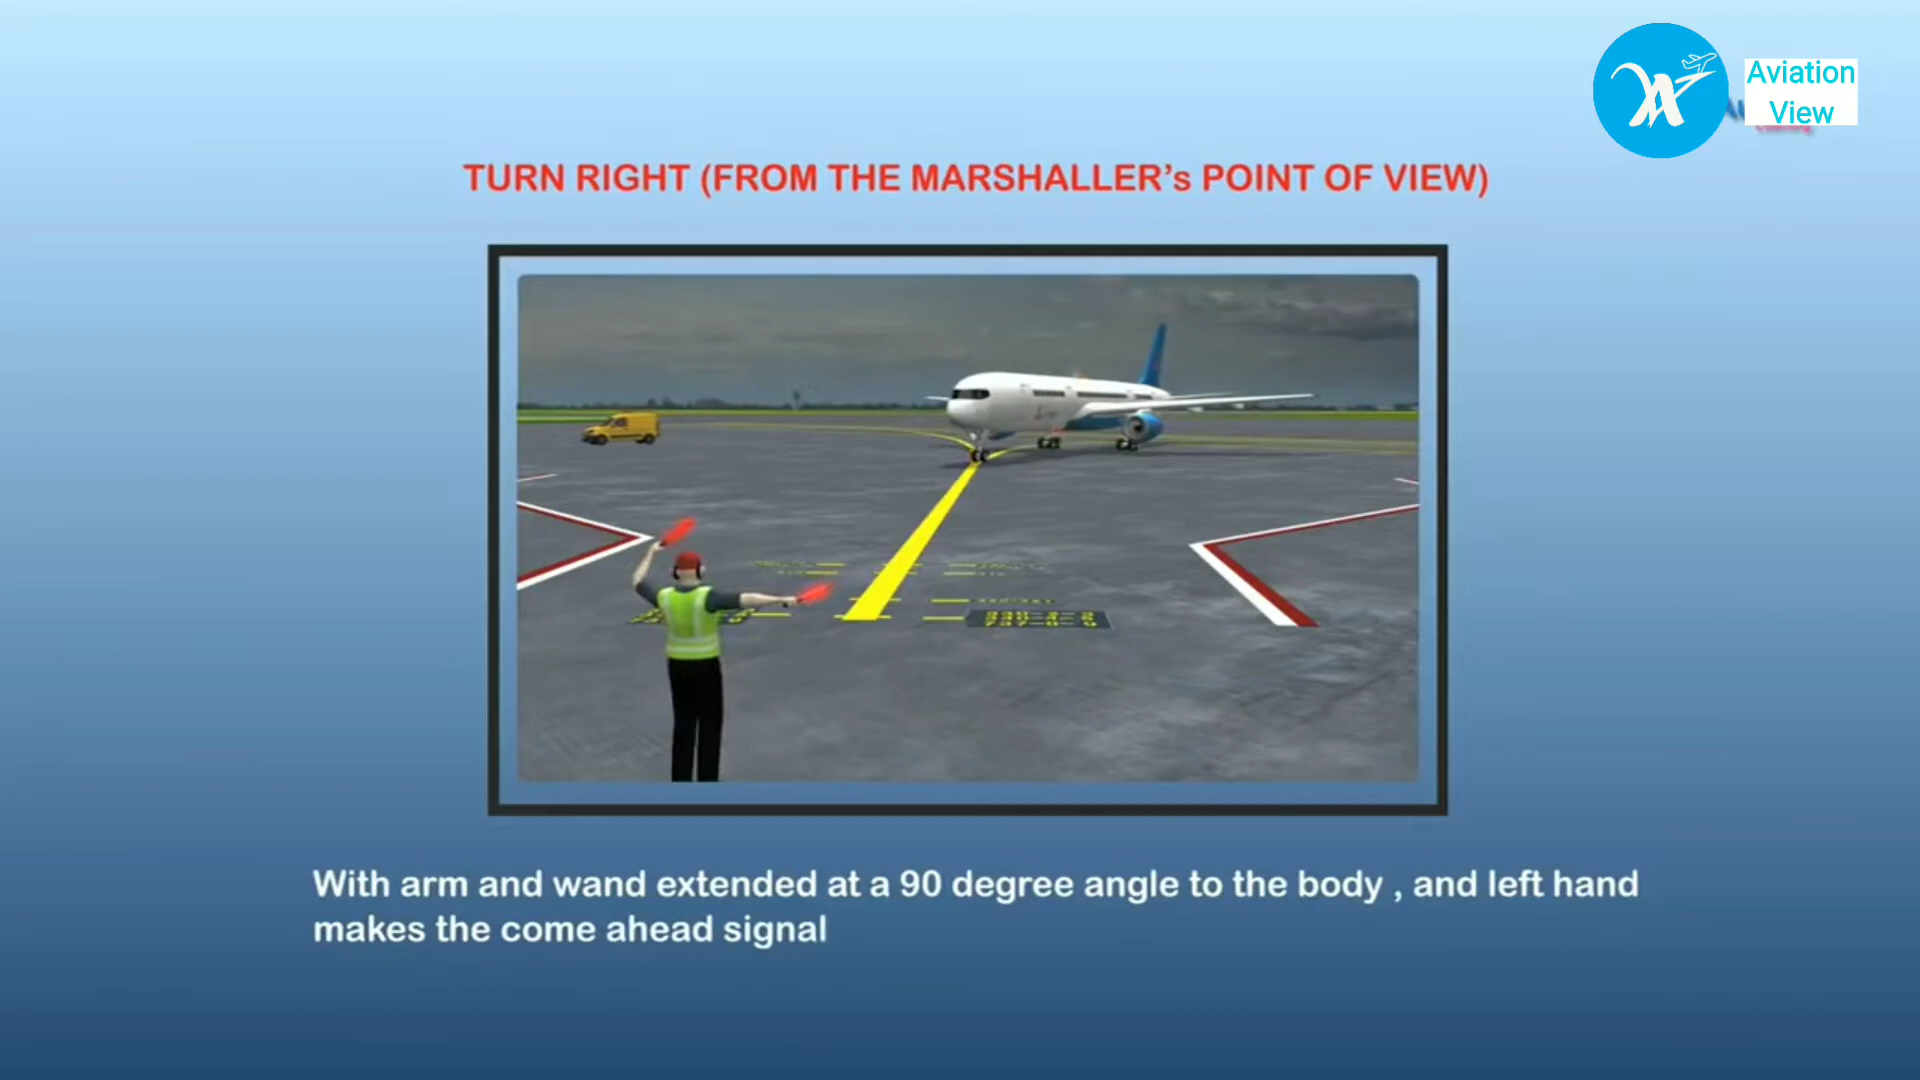 Aviation
View
TURN RIGHT (FROM THE MARSHALLER's POINT OF VIEW)
With arm and wand extended at a 90 degree angle to the body , and left hand
makes the come ahead signal